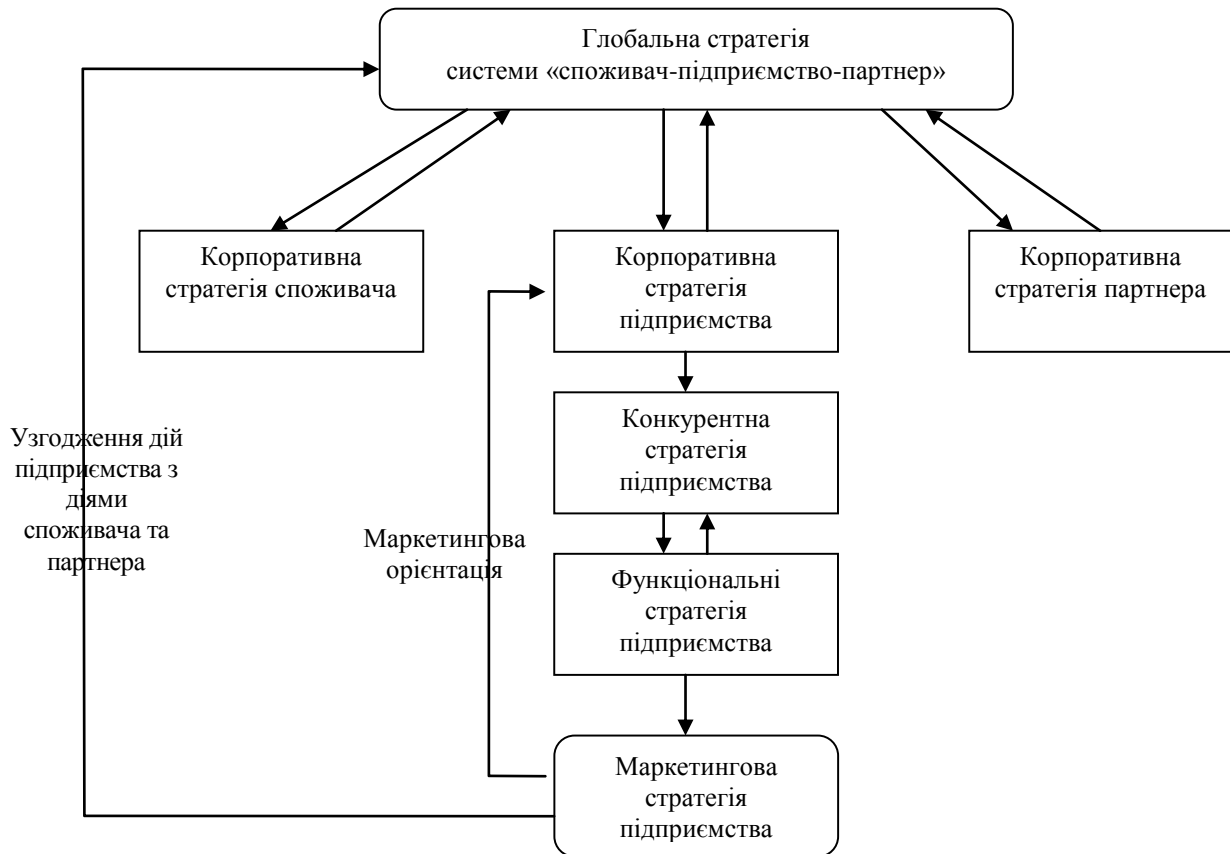 Глобальна стратегія
системи «споживач-підприємство-партнер»
Корпоративна
стратегія споживача
Корпоративна
стратегія
підприємства
Корпоративна
стратегія партнера
Конкурентна
стратегія
підприємства
Узгодження дій
підприємства з
діями
споживача та
партнера
Маркетингова
орієнтація
Функціональні
стратегія
підприємства
Маркетингова
стратегія
підприємства